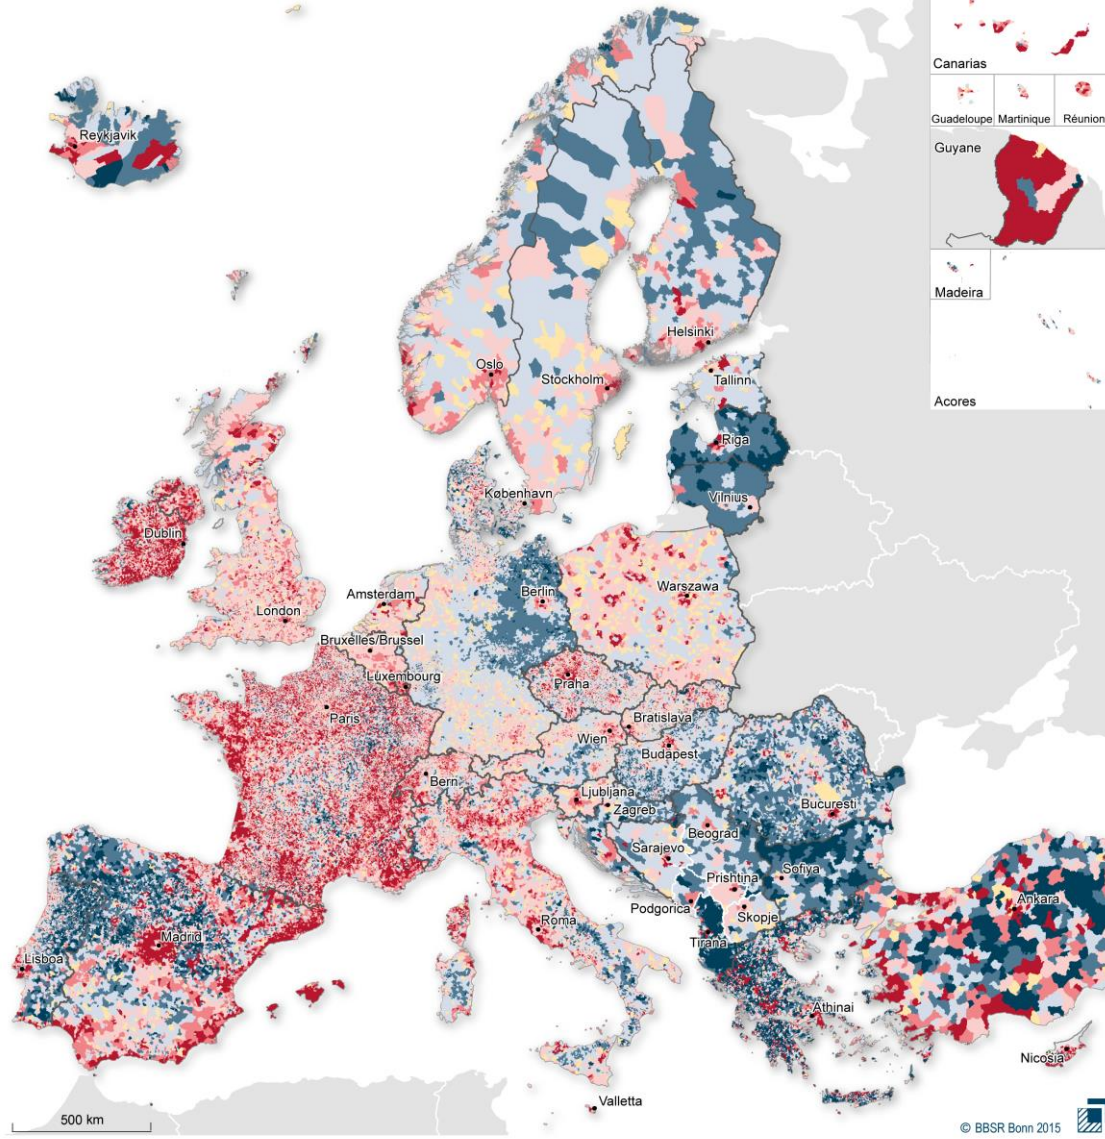 Canarias
Guadeloupe
Martinique
Réunion
Guyane
Madeira
Acores
Reykjavik
Helsinki
Oslo
Stockholm
Tallinn
Riga
København
Vilnius
Dublin
Amsterdam
Berlin
Warszawa
London
Bruxelles/Brussel
Luxembourg
Praha
Paris
Bratislava
Wien
Budapest
Bern
Ljubljana
Zagreb
Bucuresti
Beograd
Sarajevo
Sofiya
Prishtina
Ankara
Podgorica
Skopje
Roma
Madrid
Tirana
Lisboa
Athinai
Nicosia
Valletta
500 km
© BBSR Bonn 2015